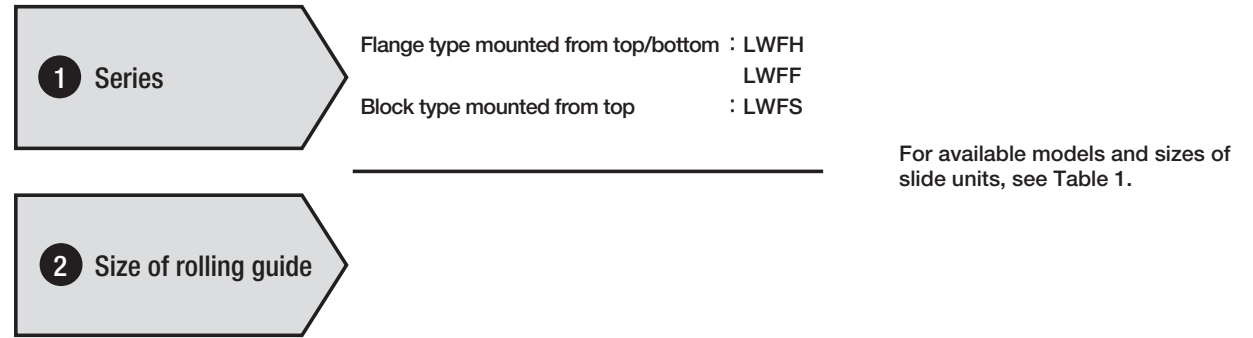 1 Series
Flange type mounted from top/bottom : LWFH
LWFF
Block type mounted from top : LWFS
For available models and sizes of
slide units, see Table 1.
2 Size of rolling guide